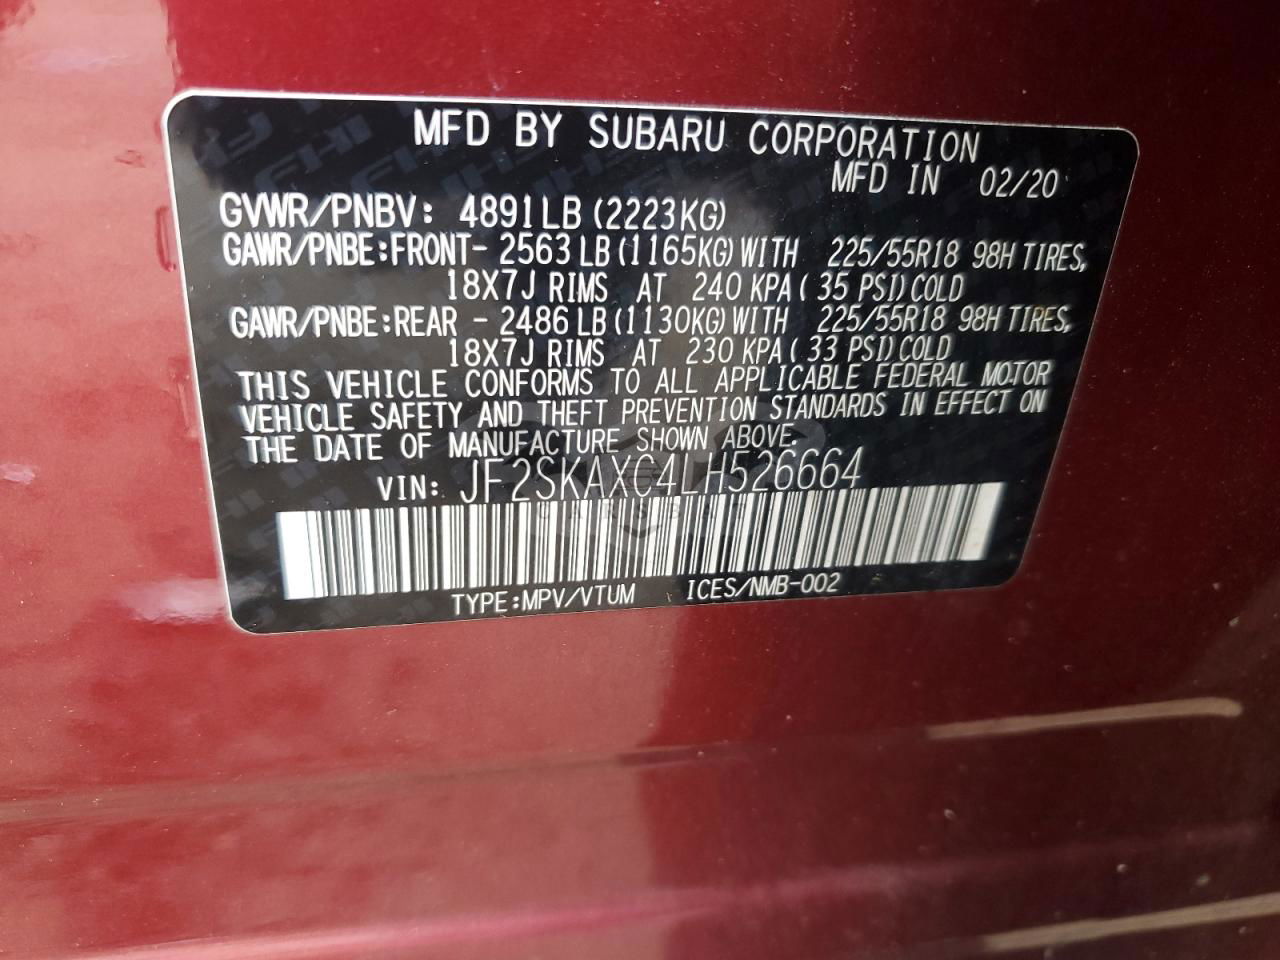 MFD BY SUBARU CORPORATION
MFD IN 02/20
GVWR/PNBV: 4891LB (2223KG)
GAWR/PNBE:FRONT- 2563 LB (1165KG) WITH 225/55R18 98H TIRES,
18X7J RIMS AT 240 KPA ( 35 PSI) COLD
GAWR/PNBE:REAR - 2486 LB (1130KG) WITH 225/55R18 98H TIRES,
18X7J RIMS AT 230 KPA ( 33 PSI) COLD
THIS VEHICLE CONFORMS TO ALL APPLICABLE FEDERAL MOTOR
VEHICLE SAFETY AND THEFT PREVENTION STANDARDS IN EFFECT ON
THE DATE OF MANUFACTURE SHOWN ABOVE.
VIN: JF2SKAXC4LH526664
TYPE:MPV/VTUM ICES/NMB-002